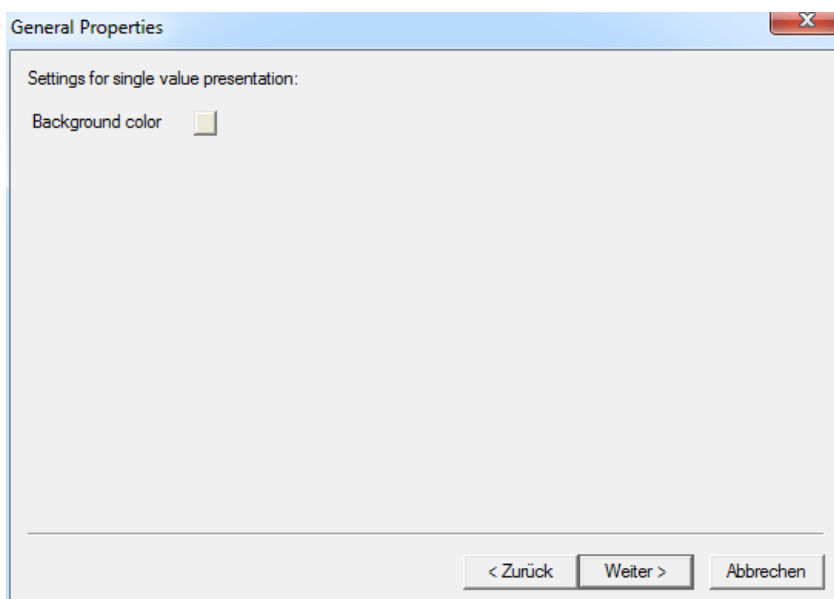 General Properties
Settings for single value presentation:
Background color
< Zurück
Weiter >
Abbrechen